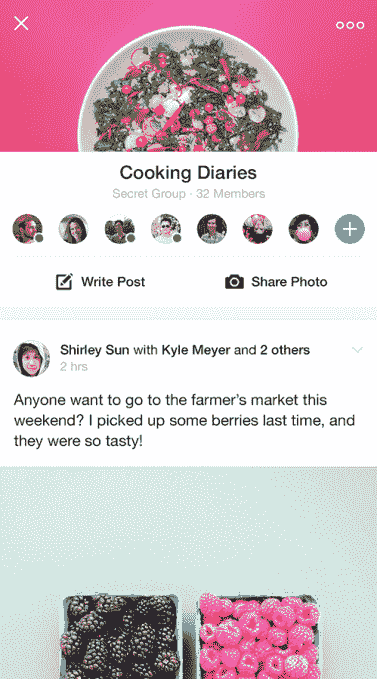 Cooking Diaries
Secret Group · 32 Members
Write Post
Share Photo
Shirley Sun with Kyle Meyer and 2 others
2 hrs
Anyone want to go to the farmer's market this
weekend? I picked up some berries last time, and
they were so tasty!